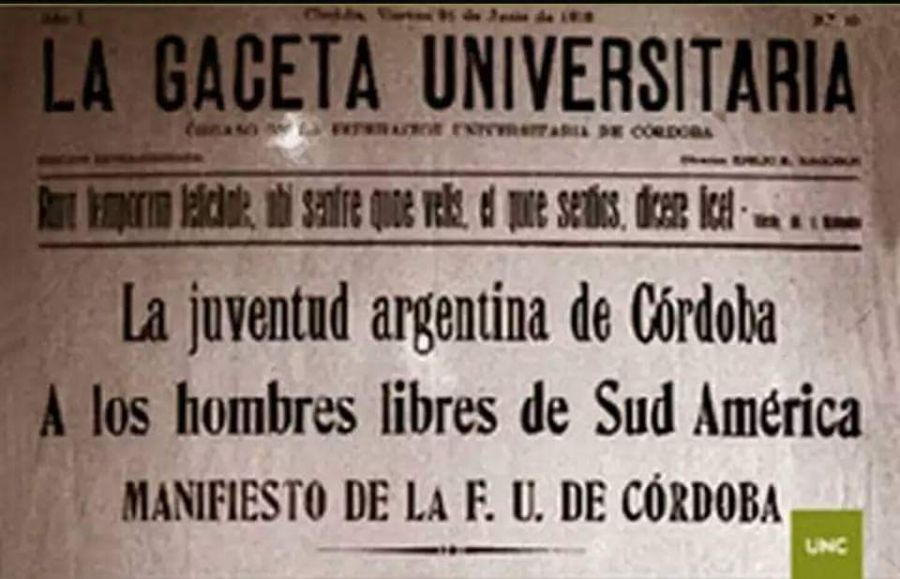 Año I Córdoba, Viernes 21 de Junio de 1918 N.º 10
LA GACETA UNIVERSITARIA
ÓRGANO DE LA FEDERACIÓN UNIVERSITARIA DE CÓRDOBA
temporum felicitate, ubi sentire quae velis, et quae sentias, dicere licet -
La juventud argentina de Córdoba
A los hombres libres de Sud América
MANIFIESTO DE LA F. U. DE CÓRDOBA
UNC